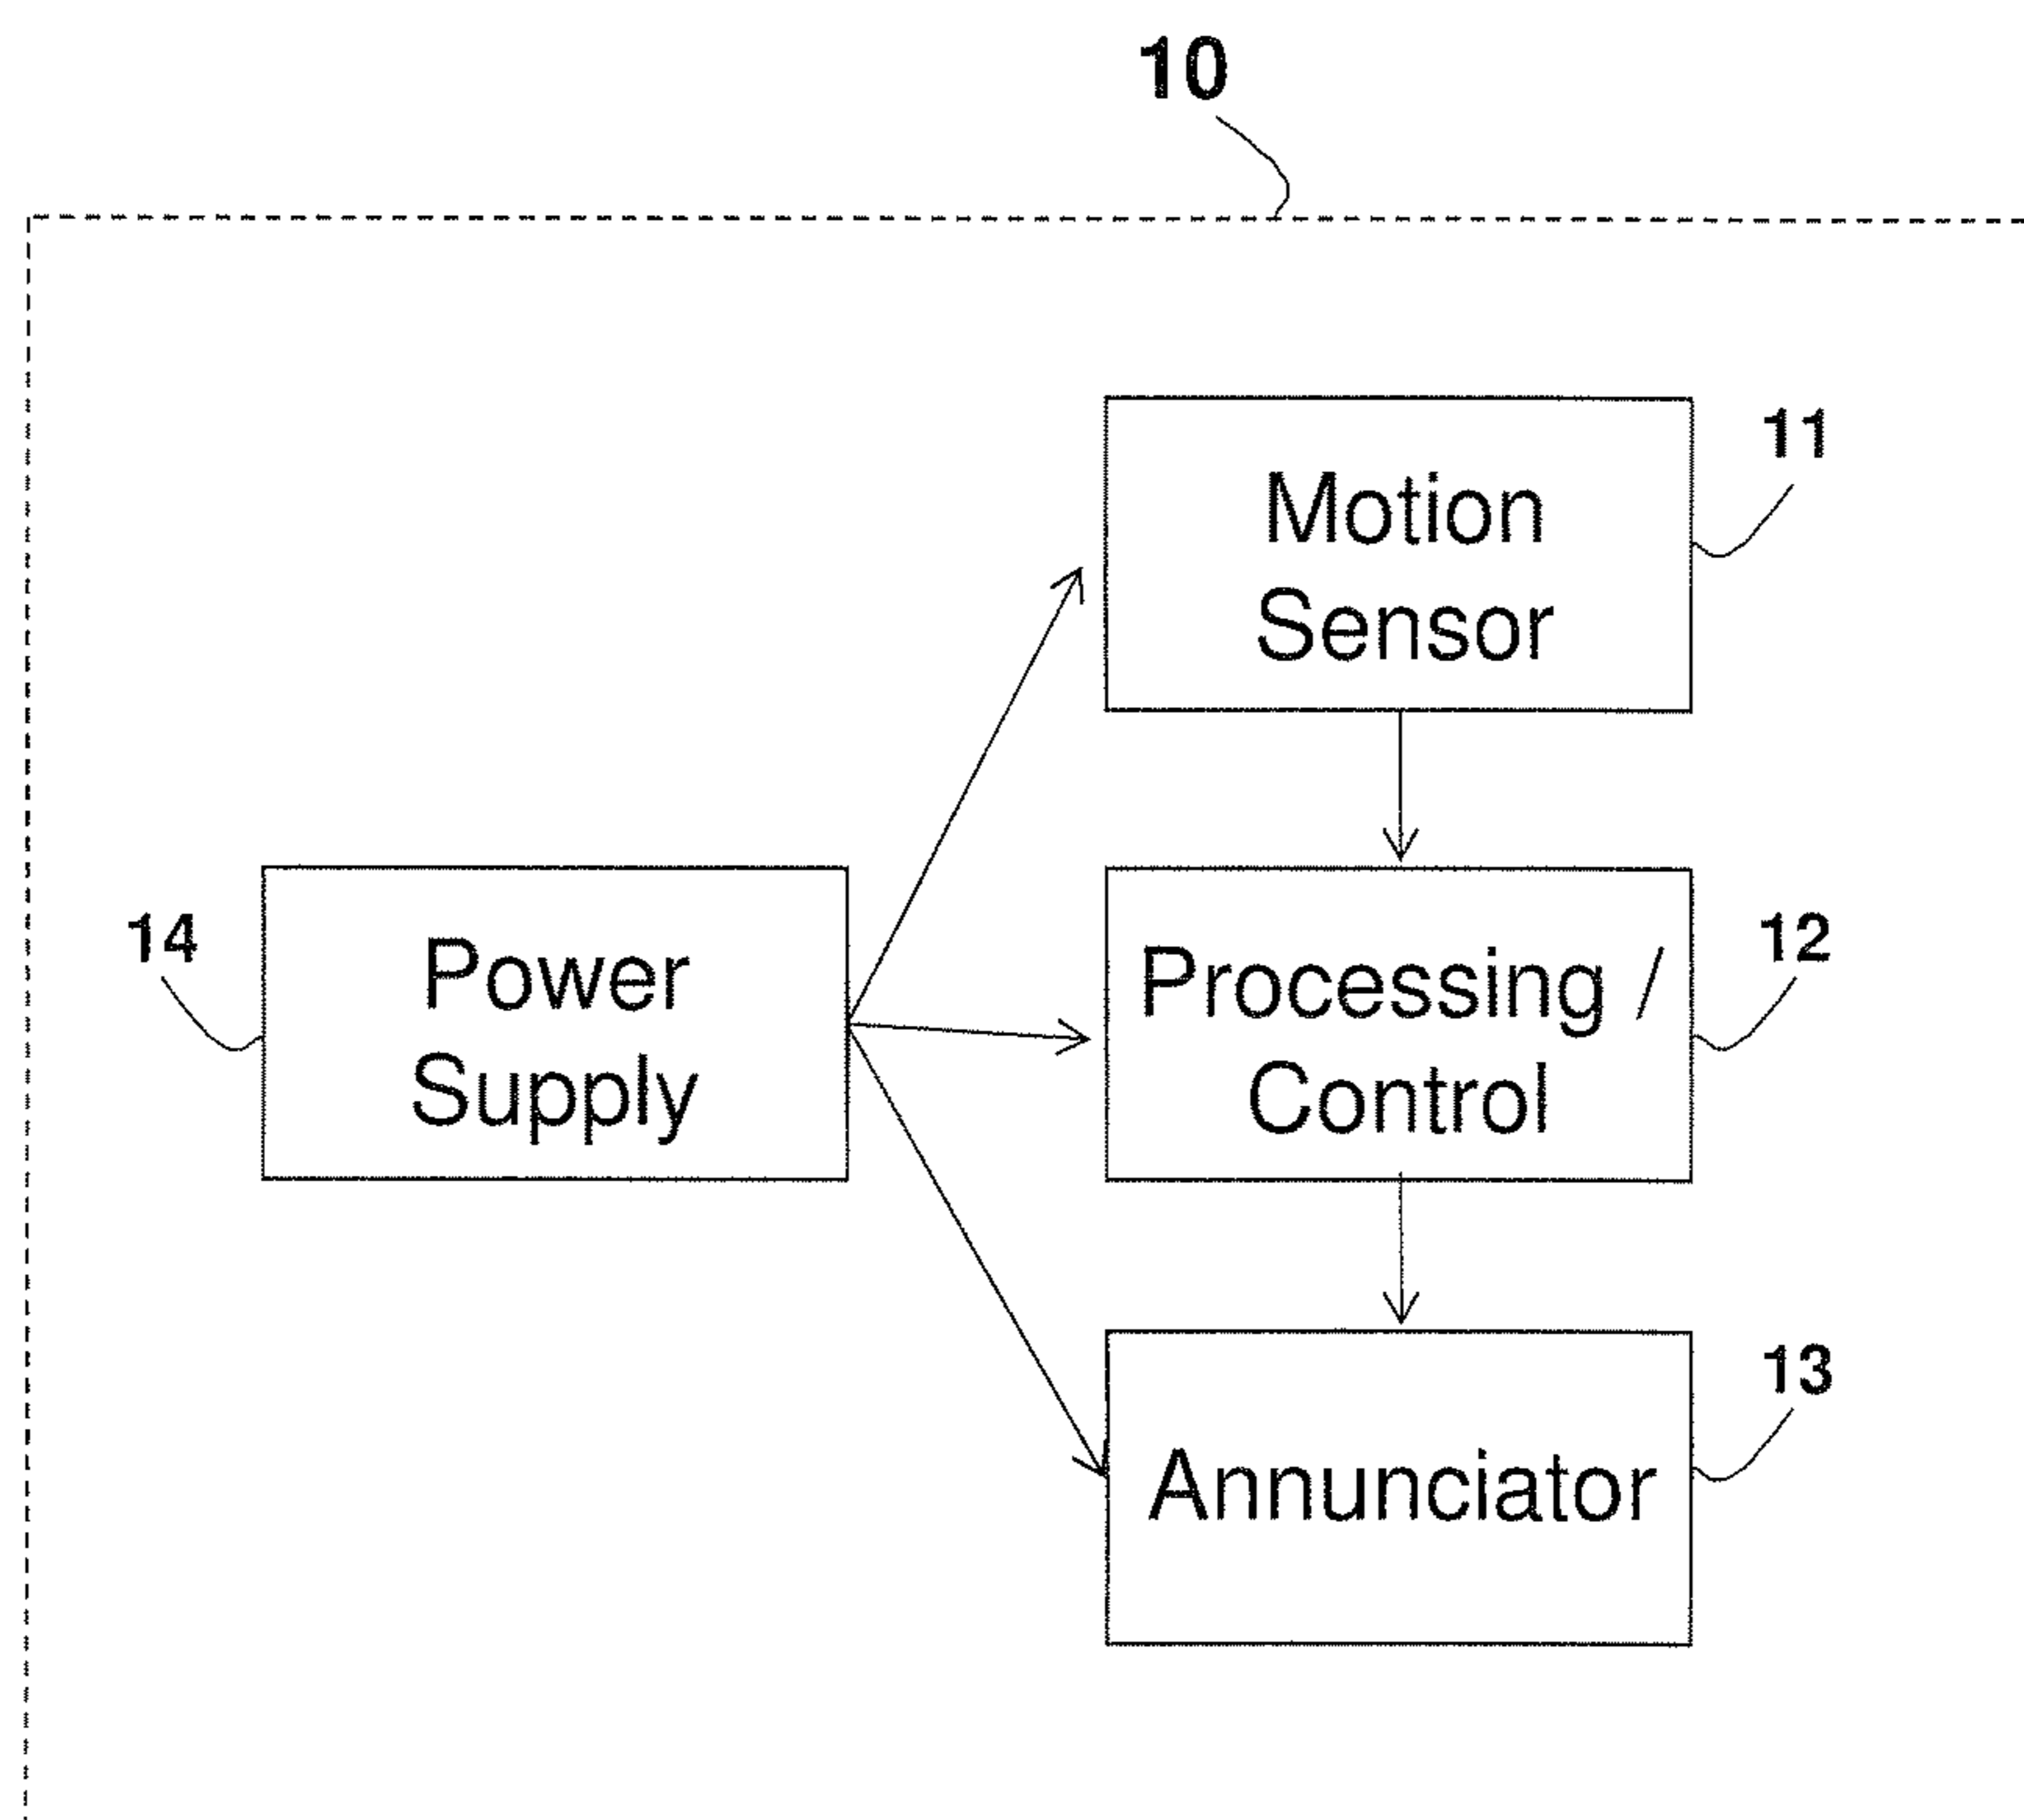 10
Motion
Sensor
11
Power
Supply
14
Processing /
Control
12
Annunciator
13